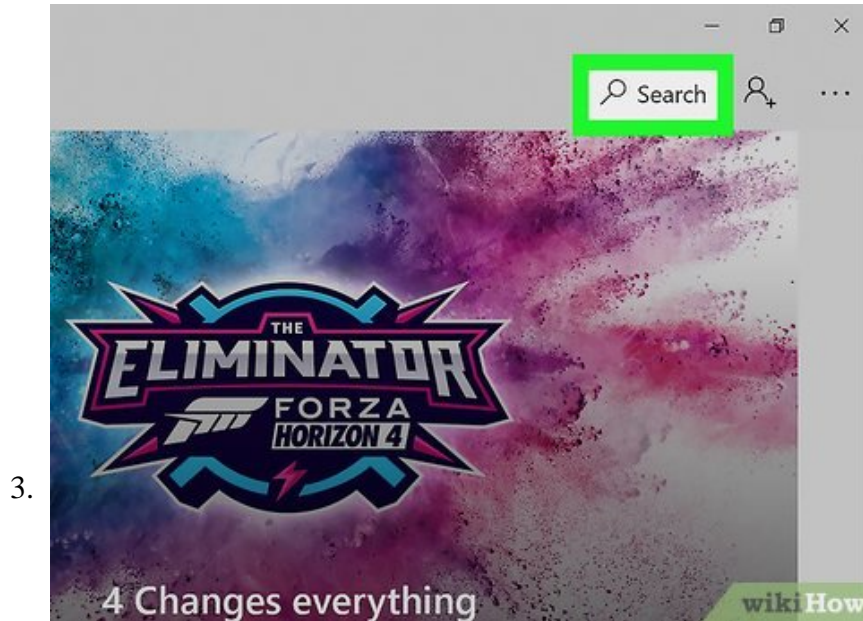 Search
THE
ELIMINATOR
FORZA
HORIZON 4
3.
4 Changes everything
wikiHow